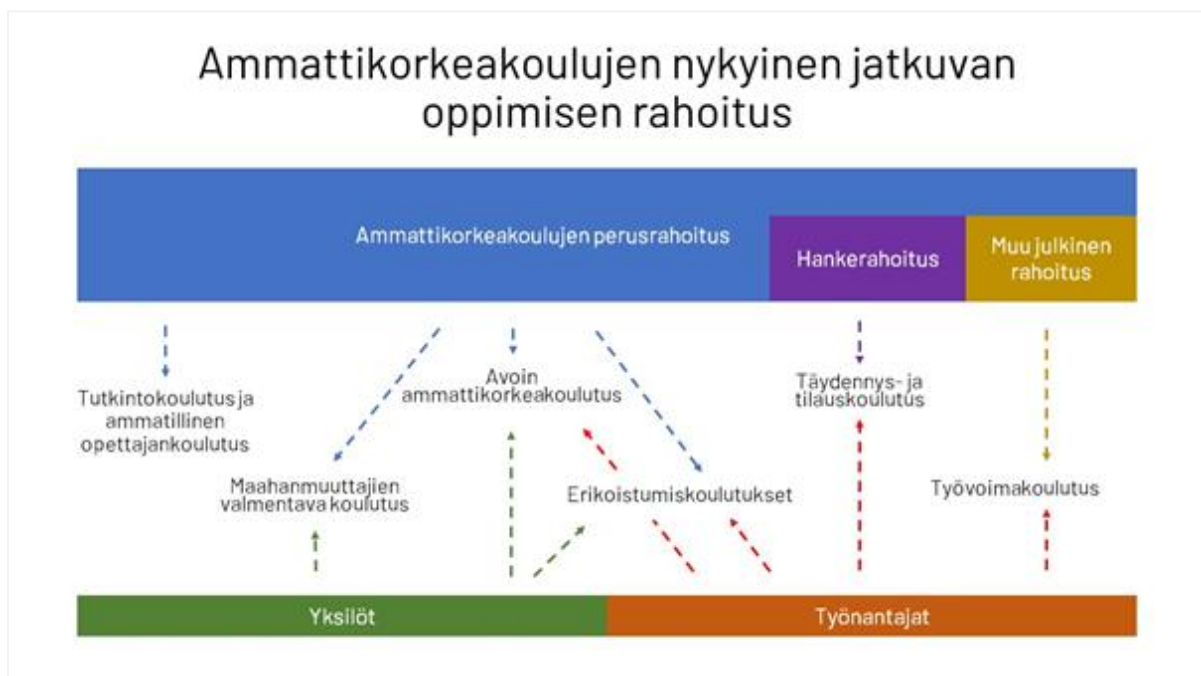 Ammattikorkeakoulujen nykyinen jatkuvan
oppimisen rahoitus
Ammattikorkeakoulujen perusrahoitus
Hankerahoitus
Muu julkinen
rahoitus
Tutkintokoulutus ja
ammatillinen
opettajankoulutus
Avoin
ammattikorkeakoulutus
Täydennys- ja
tilauskoulutus
Maahanmuuttajien
valmentava koulutus
Erikoistumiskoulutukset
Työvoimakoulutus
Yksilöt
Työnantajat